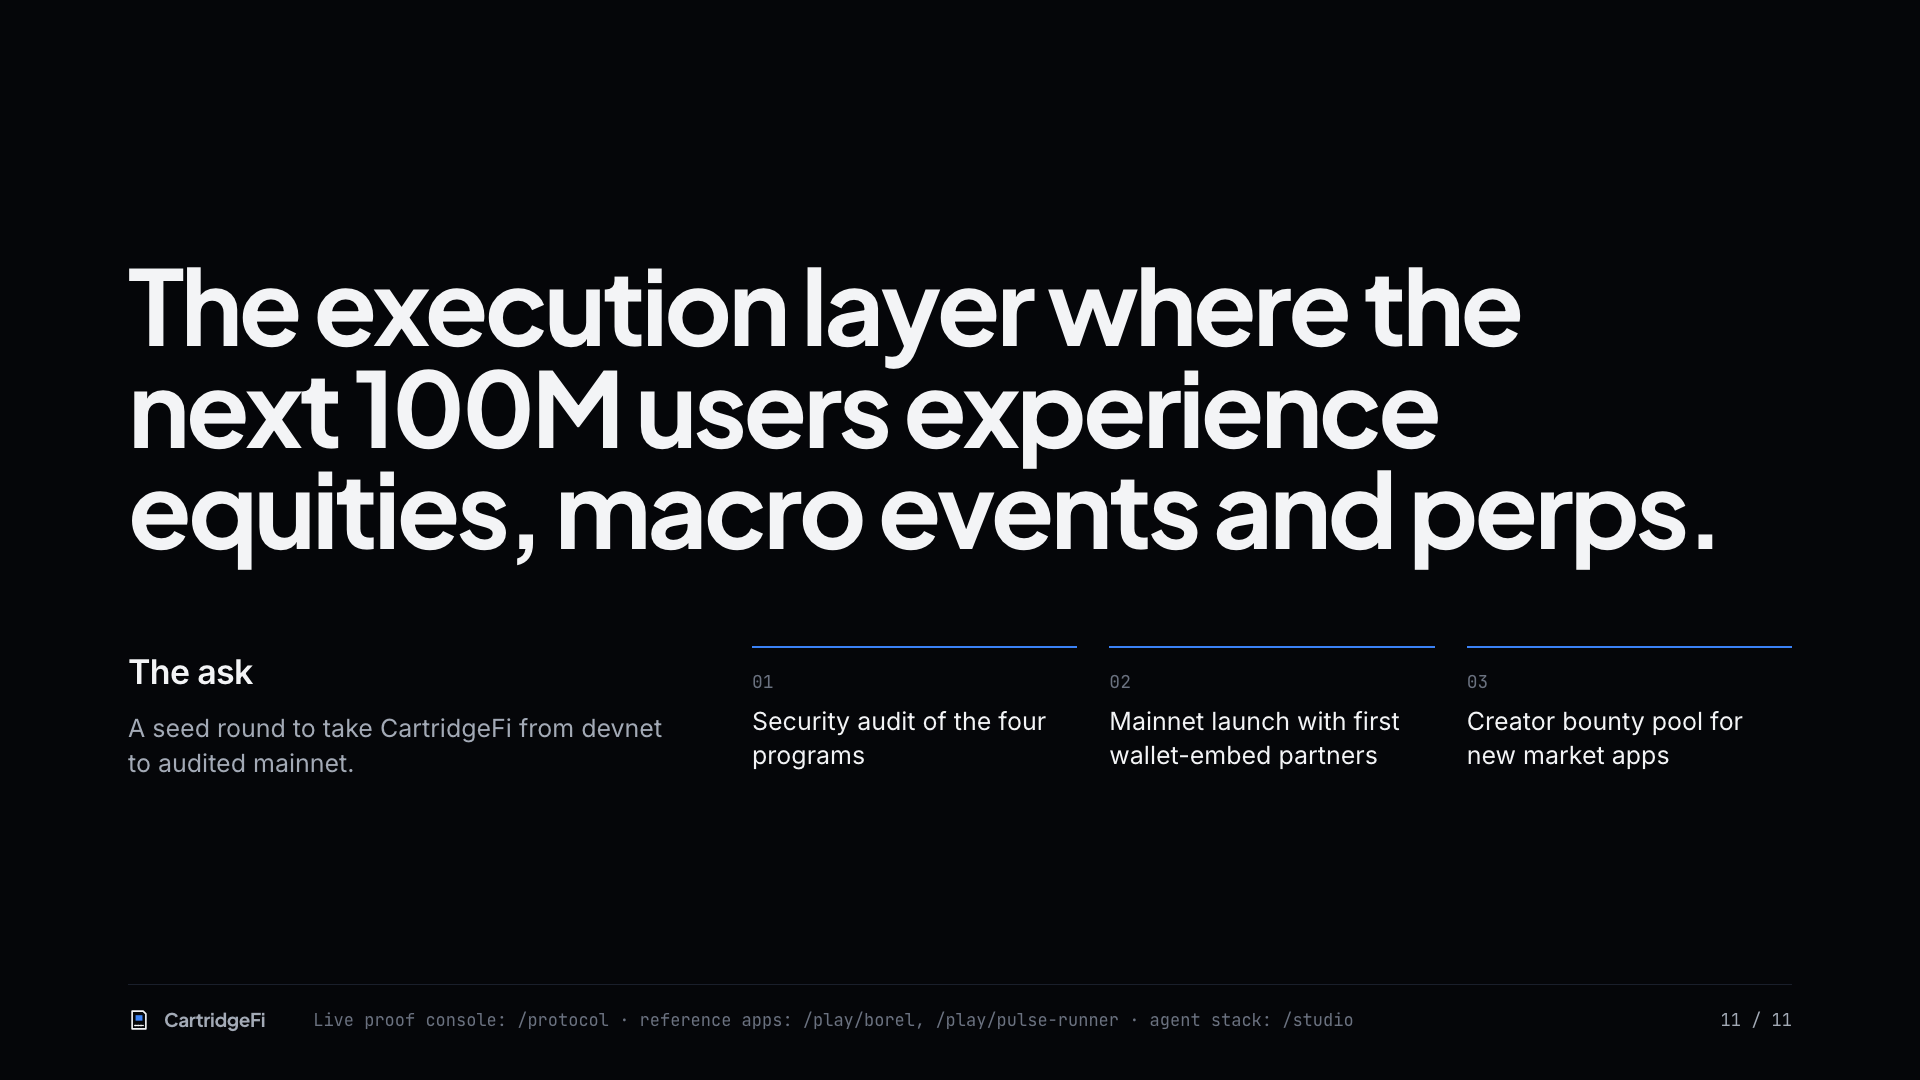 The execution layer where the
next 100M users experience
equities, macro events and perps.
The ask
A seed round to take CartridgeFi from devnet
to audited mainnet.
01
Security audit of the four
programs
02
Mainnet launch with first
wallet-embed partners
03
Creator bounty pool for
new market apps
CartridgeFi
Live proof console: /protocol · reference apps: /play/borel, /play/pulse-runner · agent stack: /studio
11 / 11